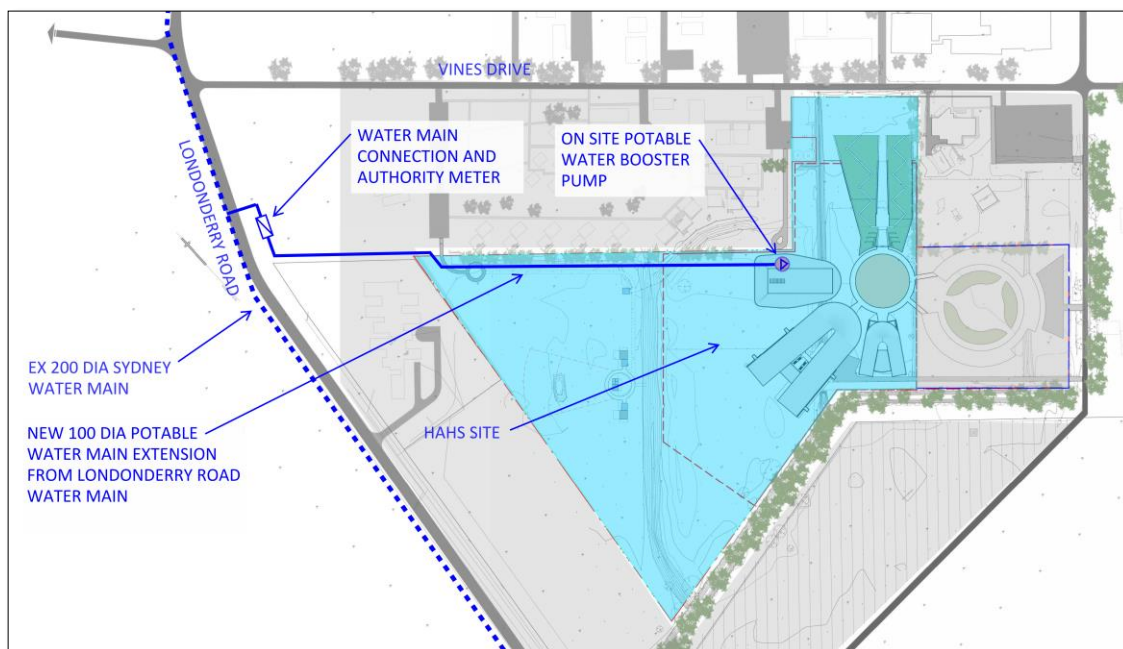 VINES DRIVE
WATER MAIN
CONNECTION AND
AUTHORITY METER
ON SITE POTABLE
WATER BOOSTER
PUMP
LONDONDERRY ROAD
EX 200 DIA SYDNEY
WATER MAIN
NEW 100 DIA POTABLE
WATER MAIN EXTENSION
FROM LONDONDERRY ROAD
WATER MAIN
HAHS SITE